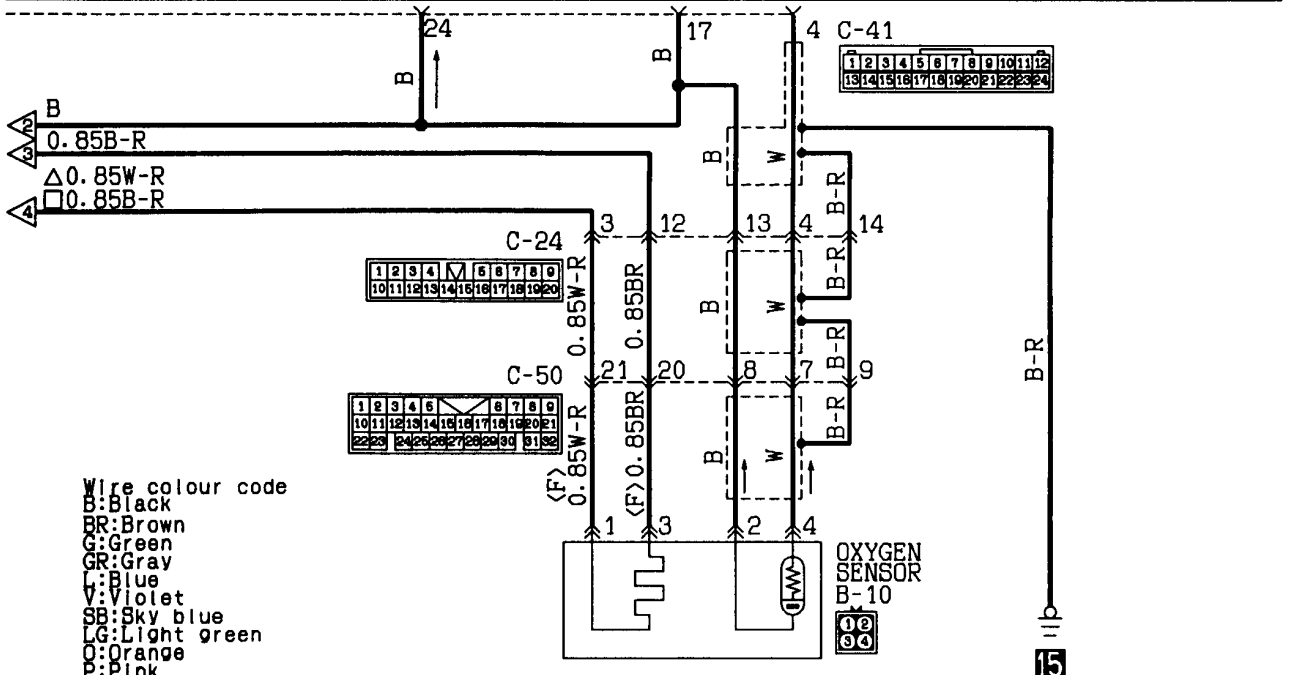 24
17
4
C-41
1 2 3 4 5 6 7 8 9 10 11 12
13 14 15 16 17 18 19 20 21 22 23 24
B
B
2 B
3 0.85B-R
△0.85W-R
4 □0.85B-R
B
W
B-R
3
12
13
4
14
C-24
1 2 3 4 5 6 7 8 9
10 11 12 13 14 15 16 17 18 19 20
0.85W-R
0.85BR
B
W
B-R
B-R
B-R
21
20
8
7
9
C-50
1 2 3 4 5 6 7 8 9
10 11 12 13 14 15 16 17 18 19 20 21
22 23 24 25 26 27 28 29 30 31 32
<F> 0.85W-R
<F> 0.85BR
B
W
B-R
1
3
2
4
OXYGEN
SENSOR
B-10
1 2
3 4
15
Wire colour code
B:Black
BR:Brown
G:Green
GR:Gray
L:Blue
V:Violet
SB:Sky blue
LG:Light green
O:Orange
P:Pink